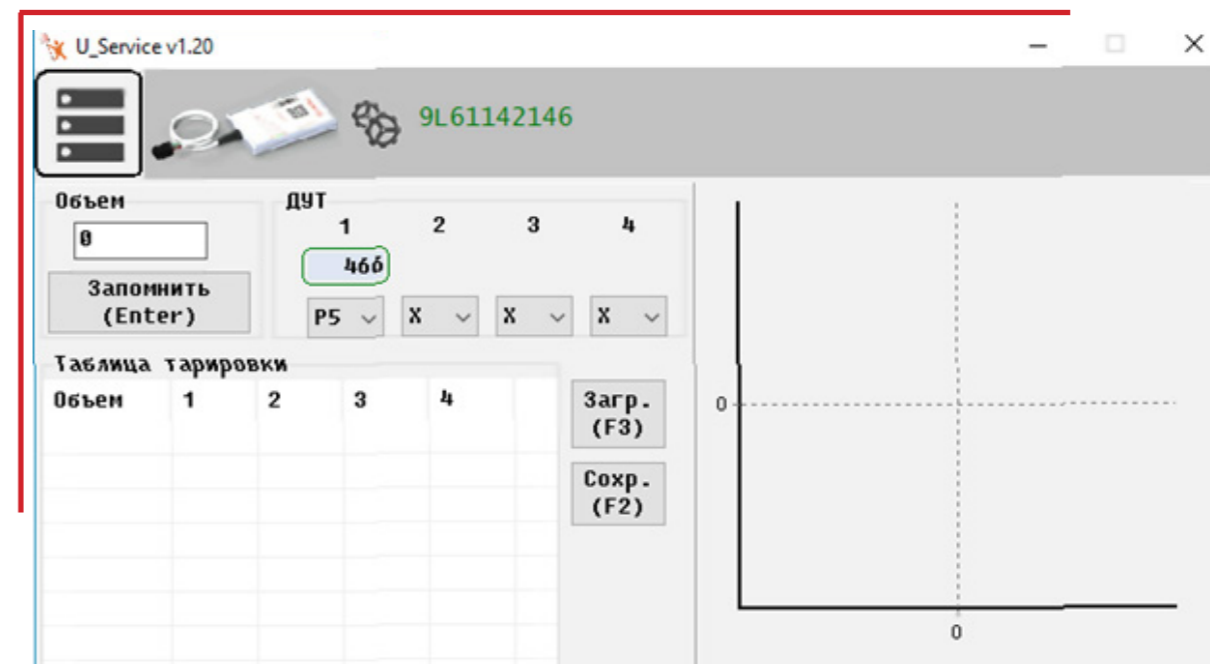 U_Service v1.20
9L61142146
Объем
0
Запомнить
(Enter)
ДУТ
1 2 3 4
466
P5 X X X
Таблица тарировки
Объем 1 2 3 4
Загр.
(F3)
Сохр.
(F2)
0
0